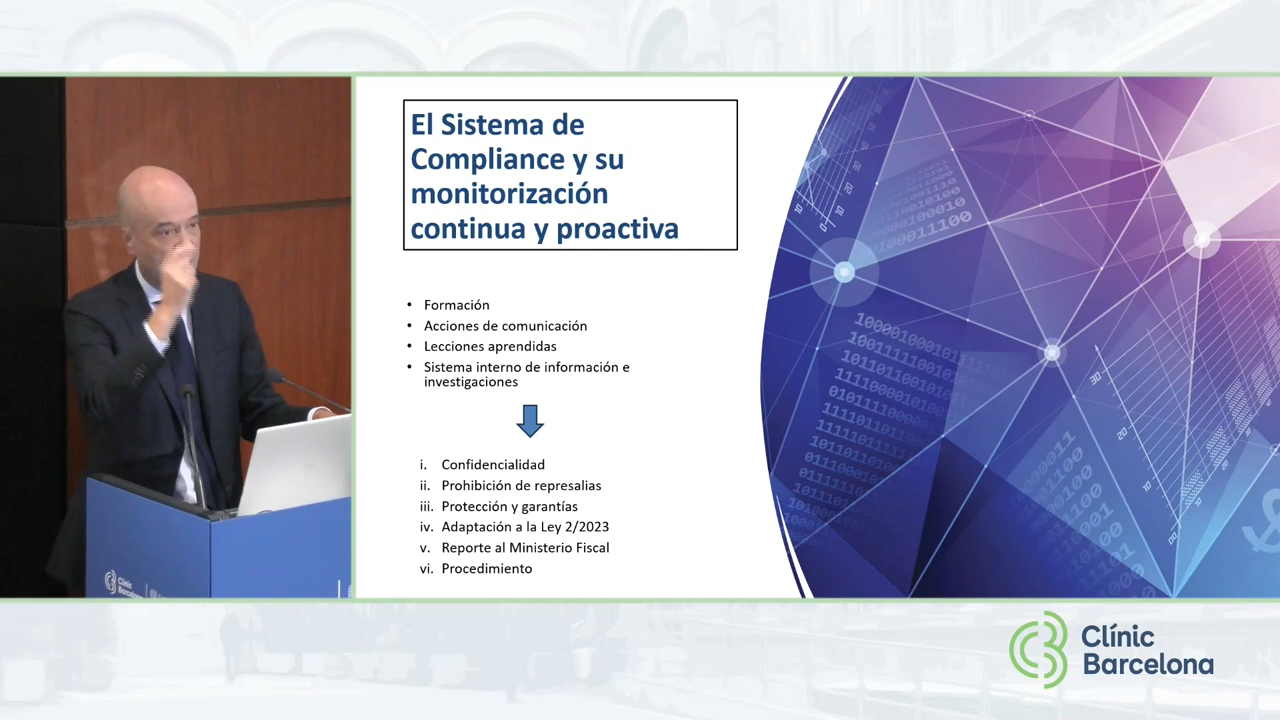 El Sistema de
Compliance y su
monitorización
continua y proactiva
• Formación
• Acciones de comunicación
• Lecciones aprendidas
• Sistema interno de información e
investigaciones
i. Confidencialidad
ii. Prohibición de represalias
iii. Protección y garantías
iv. Adaptación a la Ley 2/2023
v. Reporte al Ministerio Fiscal
vi. Procedimiento
Clínic
Barcelona
Clínic
Barcelona